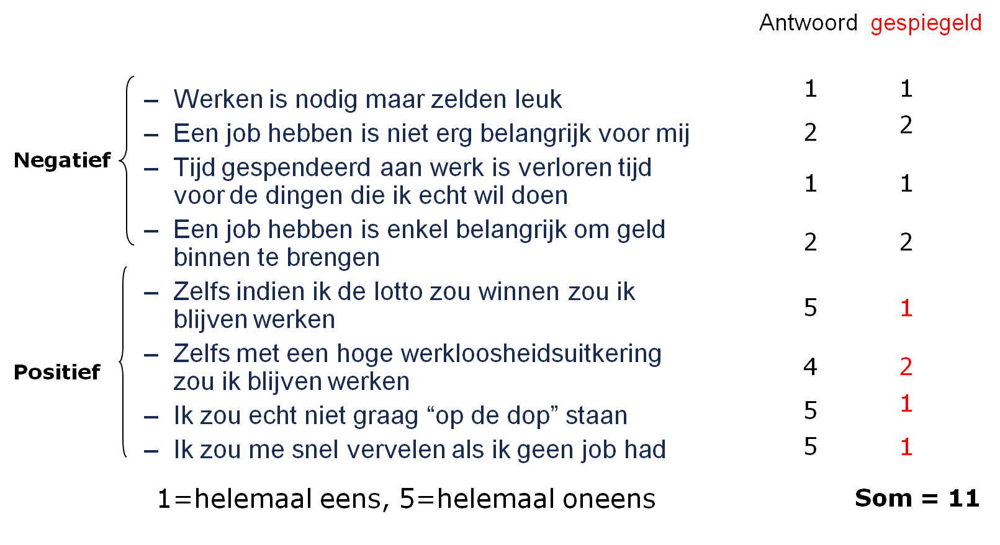 Antwoord gespiegeld
– Werken is nodig maar zelden leuk 1 1
– Een job hebben is niet erg belangrijk voor mij 2 2
Negatief
– Tijd gespendeerd aan werk is verloren tijd
voor de dingen die ik echt wil doen 1 1
– Een job hebben is enkel belangrijk om geld
binnen te brengen 2 2
– Zelfs indien ik de lotto zou winnen zou ik
blijven werken 5 1
– Zelfs met een hoge werkloosheidsuitkering
zou ik blijven werken 4 2
Positief
– Ik zou echt niet graag “op de dop” staan 5 1
– Ik zou me snel vervelen als ik geen job had 5 1
1=helemaal eens, 5=helemaal oneens Som = 11